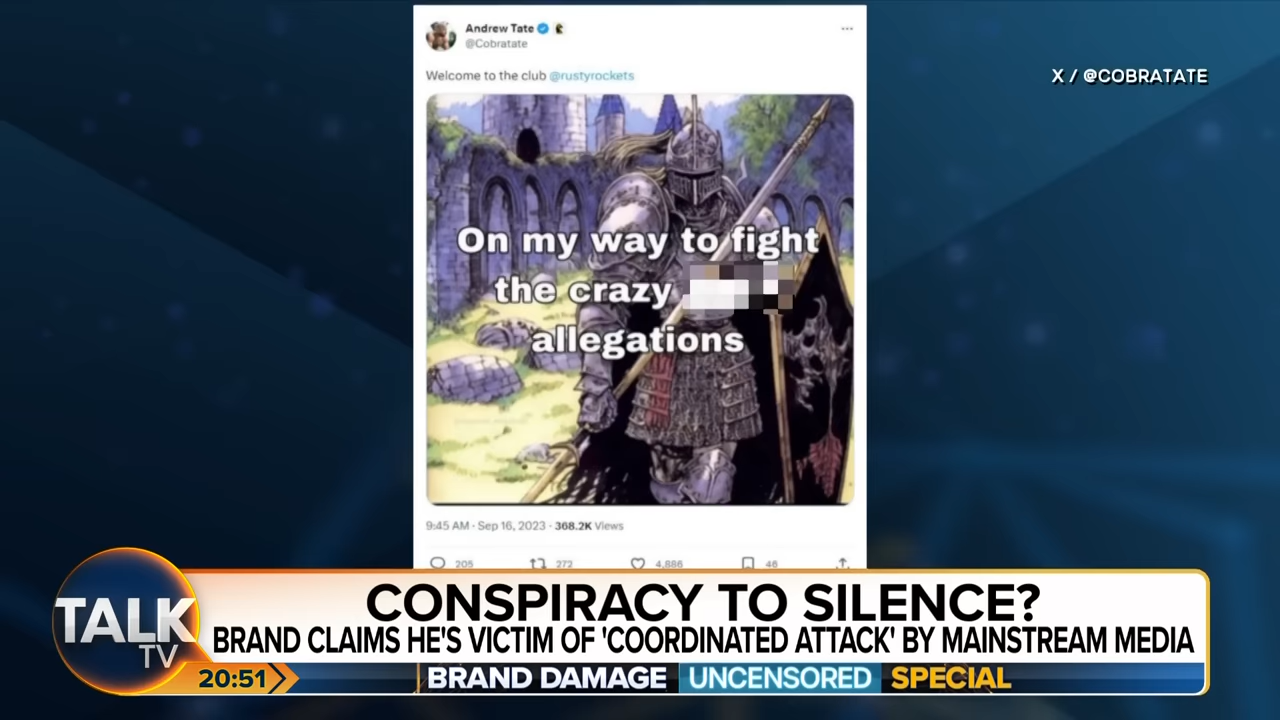 Andrew Tate
@Cobratate
X / @COBRATATE
Welcome to the club @rustyrockets
On my way to fight
the crazy
allegations
9:45 AM · Sep 16, 2023 · 368.2K Views
205 272 4,886 46
CONSPIRACY TO SILENCE?
BRAND CLAIMS HE'S VICTIM OF 'COORDINATED ATTACK' BY MAINSTREAM MEDIA
TALK
TV
20:51
BRAND DAMAGE UNCENSORED SPECIAL